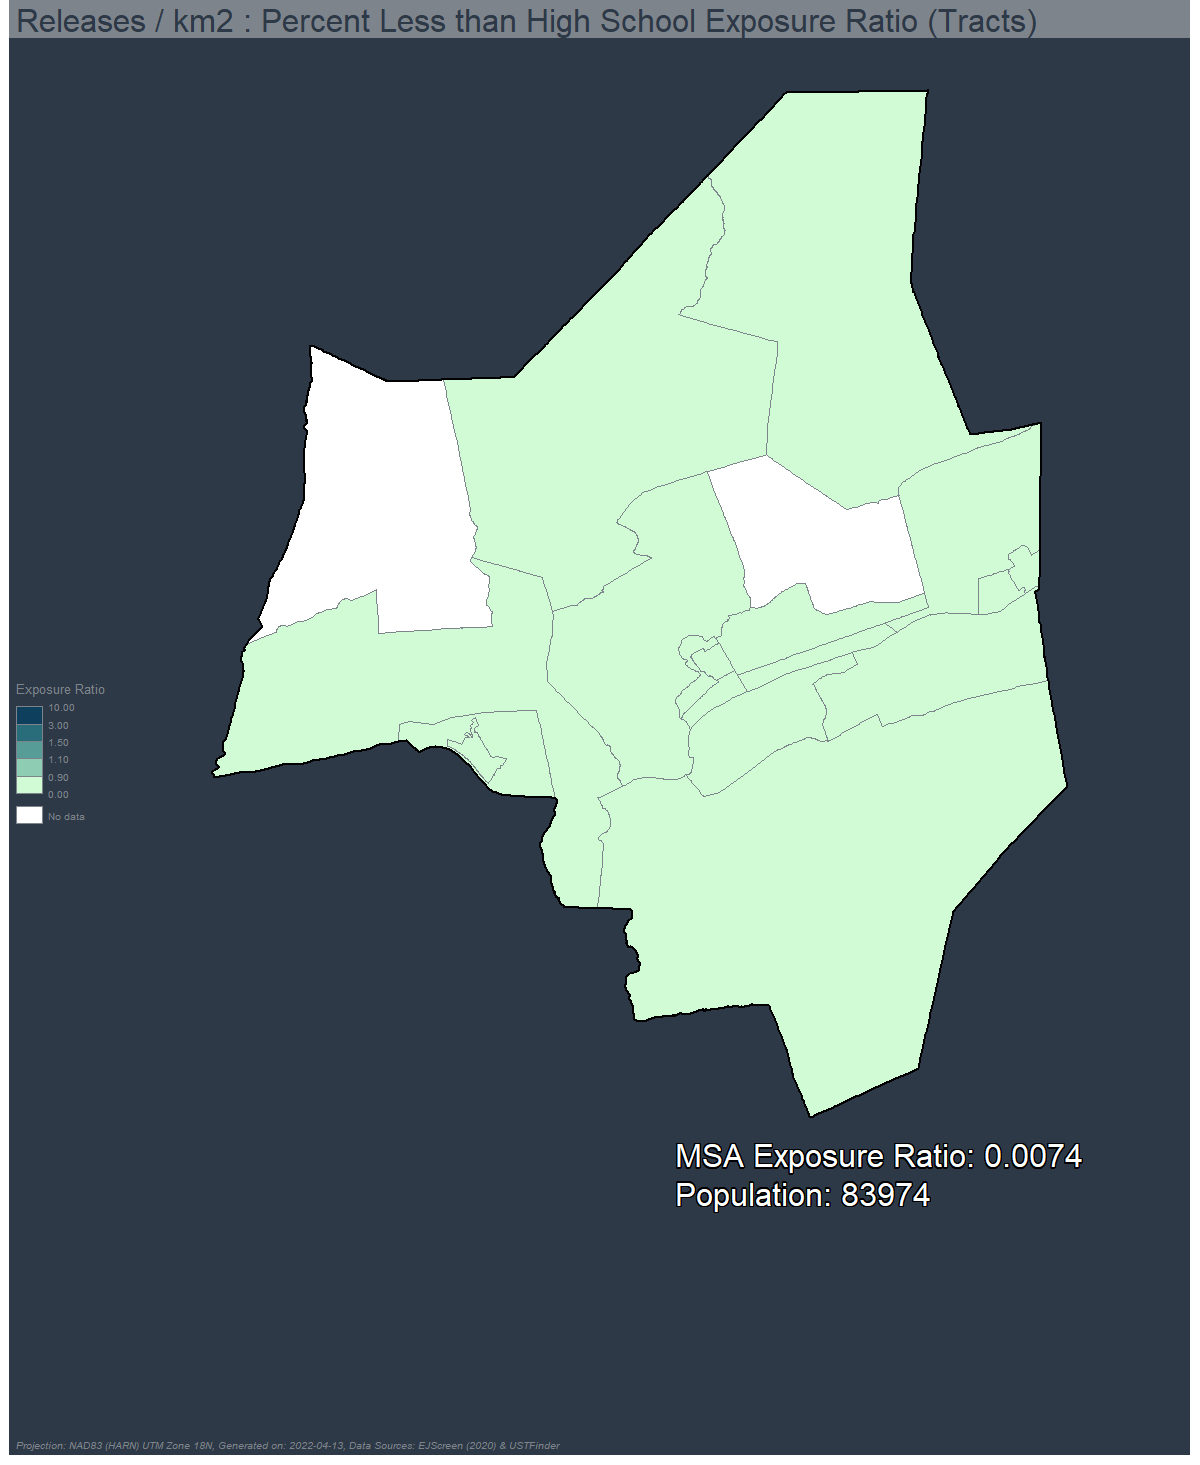 Releases / km2 : Percent Less than High School Exposure Ratio (Tracts)
Exposure Ratio
10.00
3.00
1.50
1.10
0.90
0.00
No data
MSA Exposure Ratio: 0.0074
Population: 83974
Projection: NAD83 (HARN) UTM Zone 18N, Generated on: 2022-04-13, Data Sources: EJScreen (2020) & USTFinder